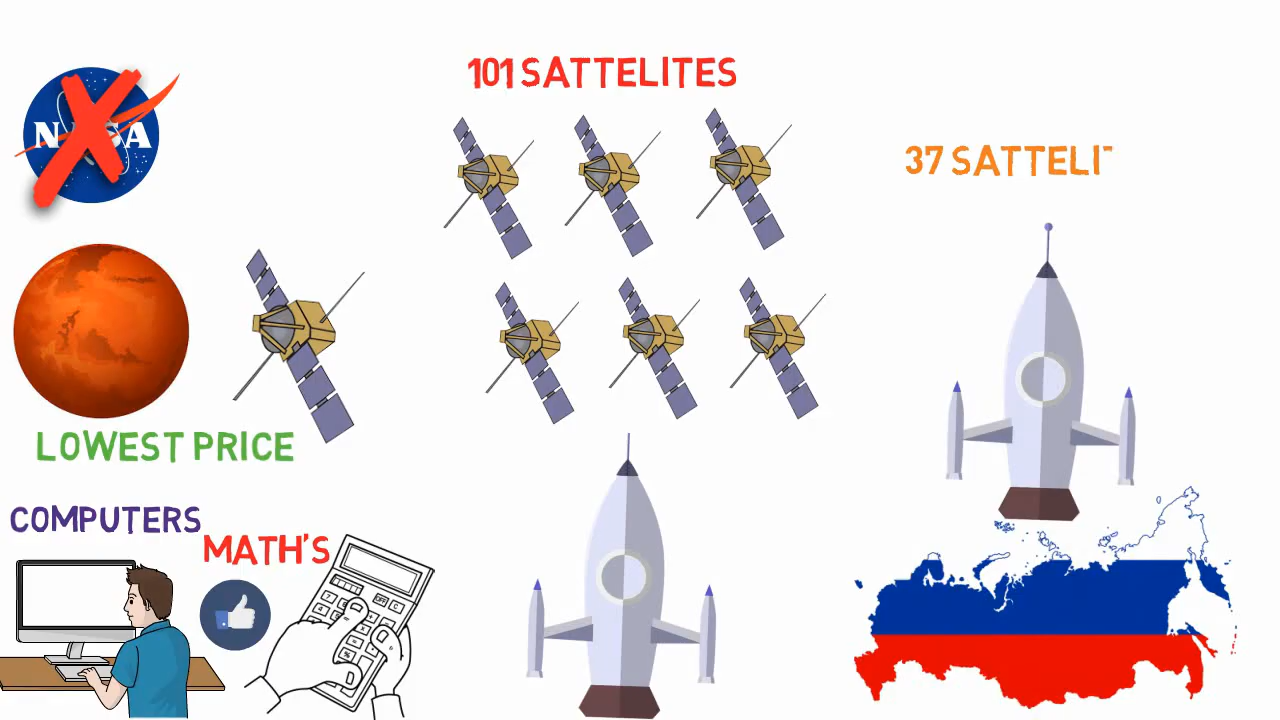 101 SATTELITES
NASA
37 SATTELI
LOWEST PRICE
COMPUTERS
MATH'S